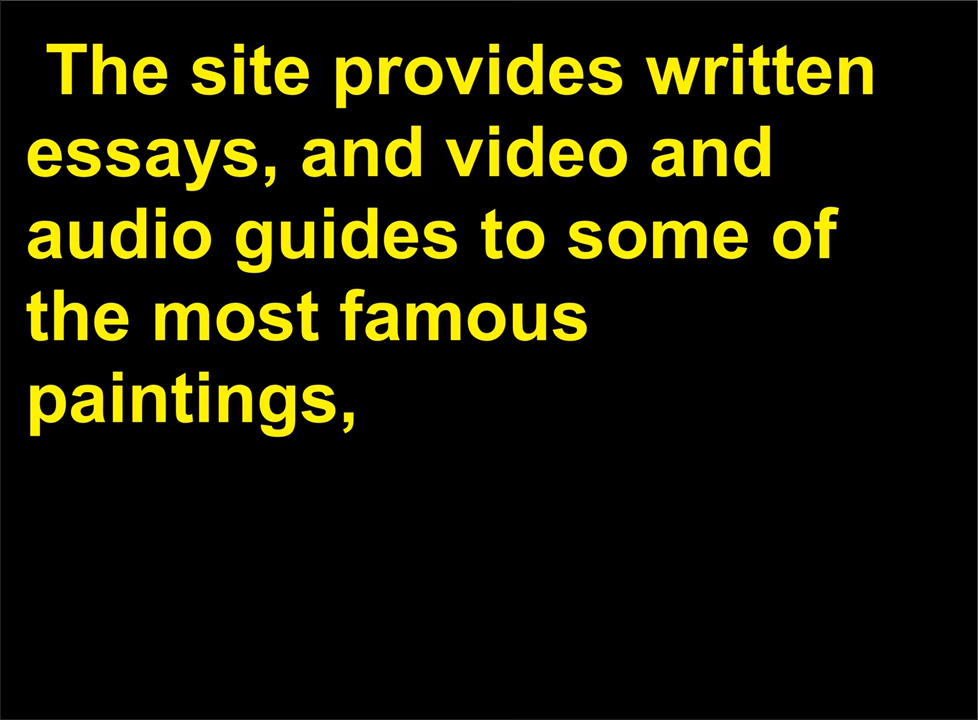 The site provides written
essays, and video and
audio guides to some of
the most famous
paintings,